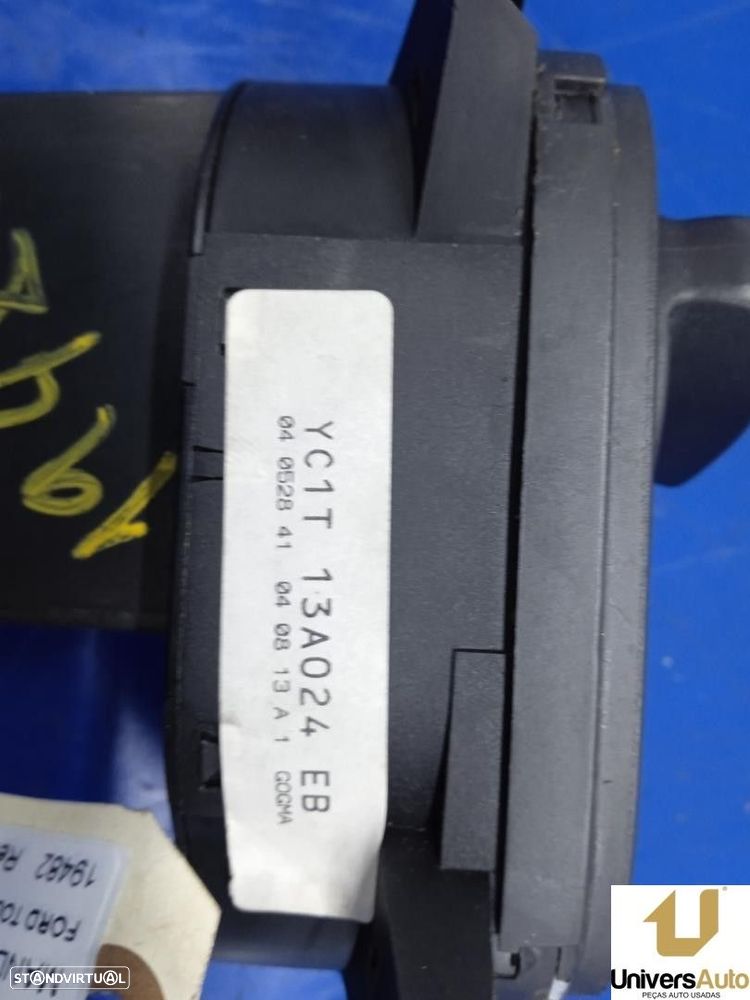 YC1T 13A024 EB
04 0528 41 04 08 13 A 1 GOGMA
19482
FORD
STANDVIRTUAL
UniversAuto
PEÇAS AUTO USADAS